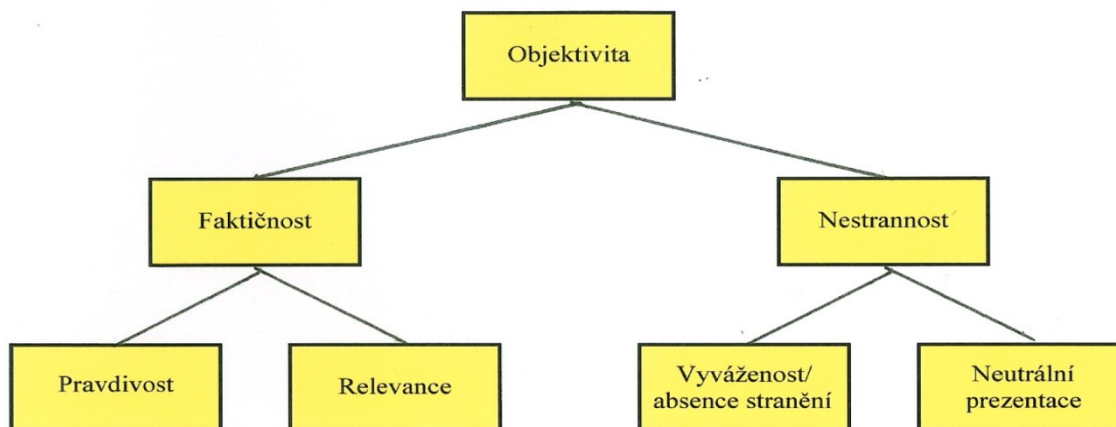 Objektivita
Faktičnost
Nestrannost
Pravdivost
Relevance
Vyváženost/
absence stranění
Neutrální
prezentace